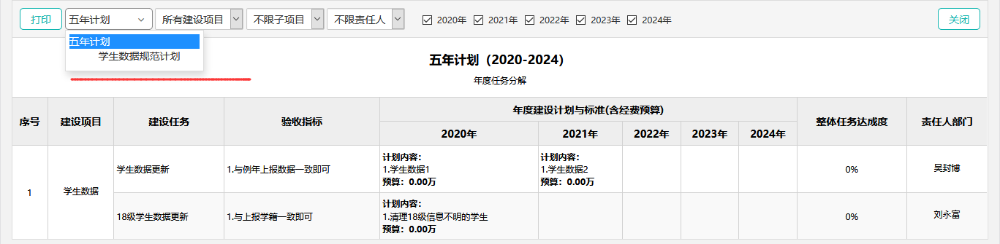 打印 五年计划 所有建设项目 不限子项目 不限责任人 2020年 2021年 2022年 2023年 2024年 关闭
五年计划
学生数据规范计划
五年计划（2020-2024）
年度任务分解
序号 建设项目 建设任务 验收指标 年度建设计划与标准(含经费预算) 整体任务达成度 责任人部门
2020年 2021年 2022年 2023年 2024年
1 学生数据
学生数据更新 1.与例年上报数据一致即可
计划内容：
1.学生数据1
预算：0.00万
计划内容：
1.学生数据2
预算：0.00万
0% 吴封博
18级学生数据更新 1.与上报学籍一致即可
计划内容：
1.清理18级信息不明的学生
预算：0.00万
0% 刘永富